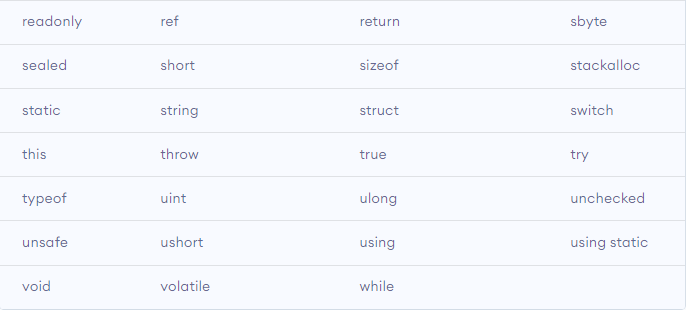 readonly ref return sbyte
sealed short sizeof stackalloc
static string struct switch
this throw true try
typeof uint ulong unchecked
unsafe ushort using using static
void volatile while